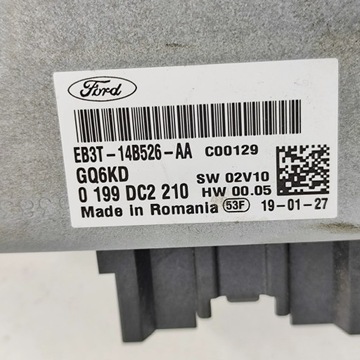 Ford
EB3T-14B526-AA C00129
GQ6KD SW 02V10
0 199 DC2 210 HW 00.05
Made in Romania 53F 19-01-27